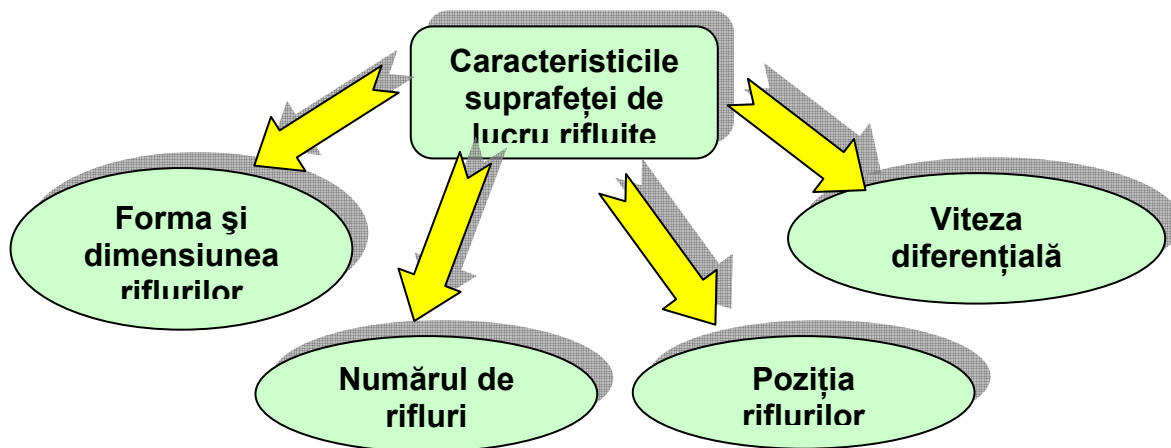 Caracteristicile
suprafeței de
lucru rifluite
Forma şi
dimensiunea
riflurilor
Numărul de
rifluri
Poziția
riflurilor
Viteza
diferențială